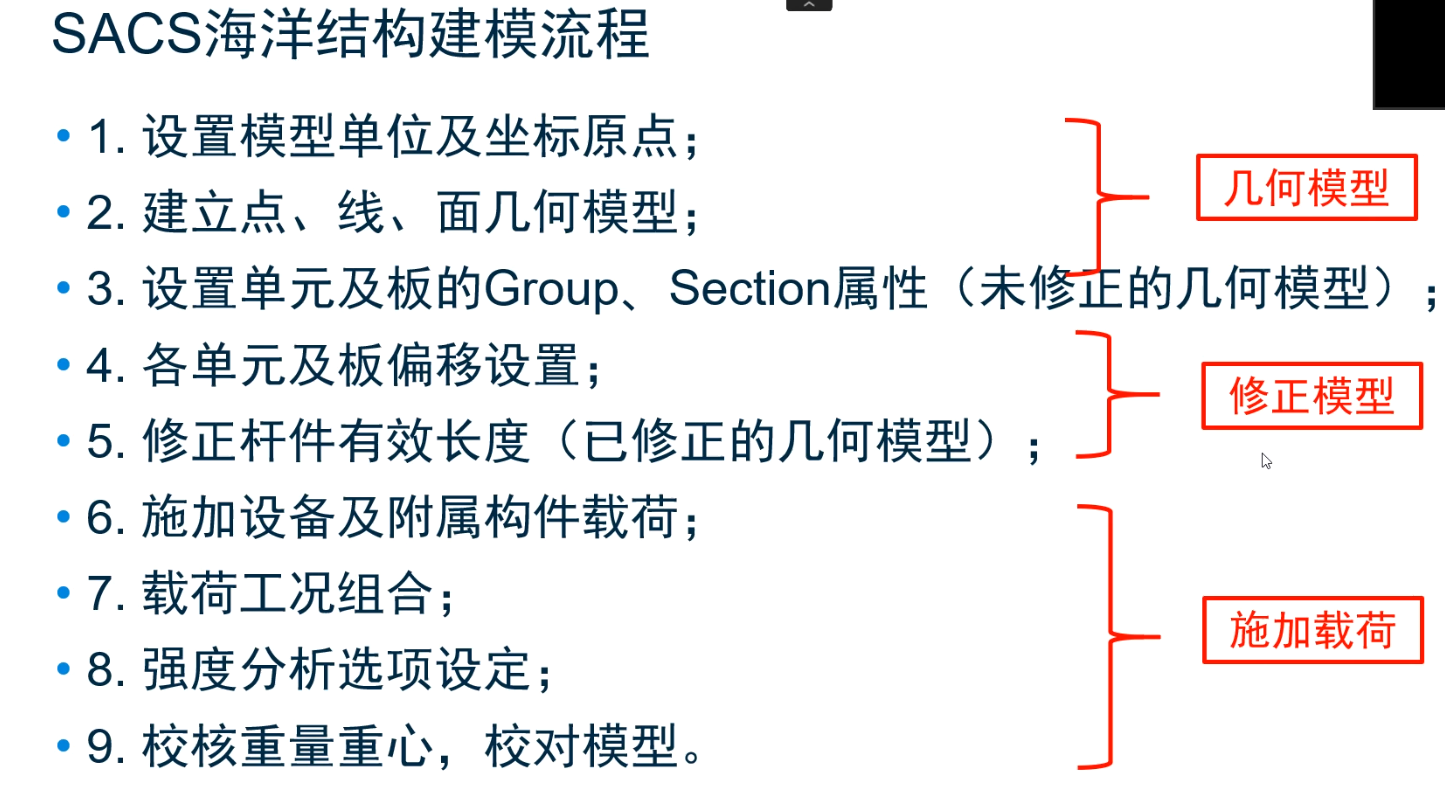 SACS海洋结构建模流程
• 1. 设置模型单位及坐标原点；
• 2. 建立点、线、面几何模型；
• 3. 设置单元及板的Group、Section属性（未修正的几何模型）；
• 4. 各单元及板偏移设置；
• 5. 修正杆件有效长度（已修正的几何模型）；
• 6. 施加设备及附属构件载荷；
• 7. 载荷工况组合；
• 8. 强度分析选项设定；
• 9. 校核重量重心，校对模型。
几何模型
修正模型
施加载荷